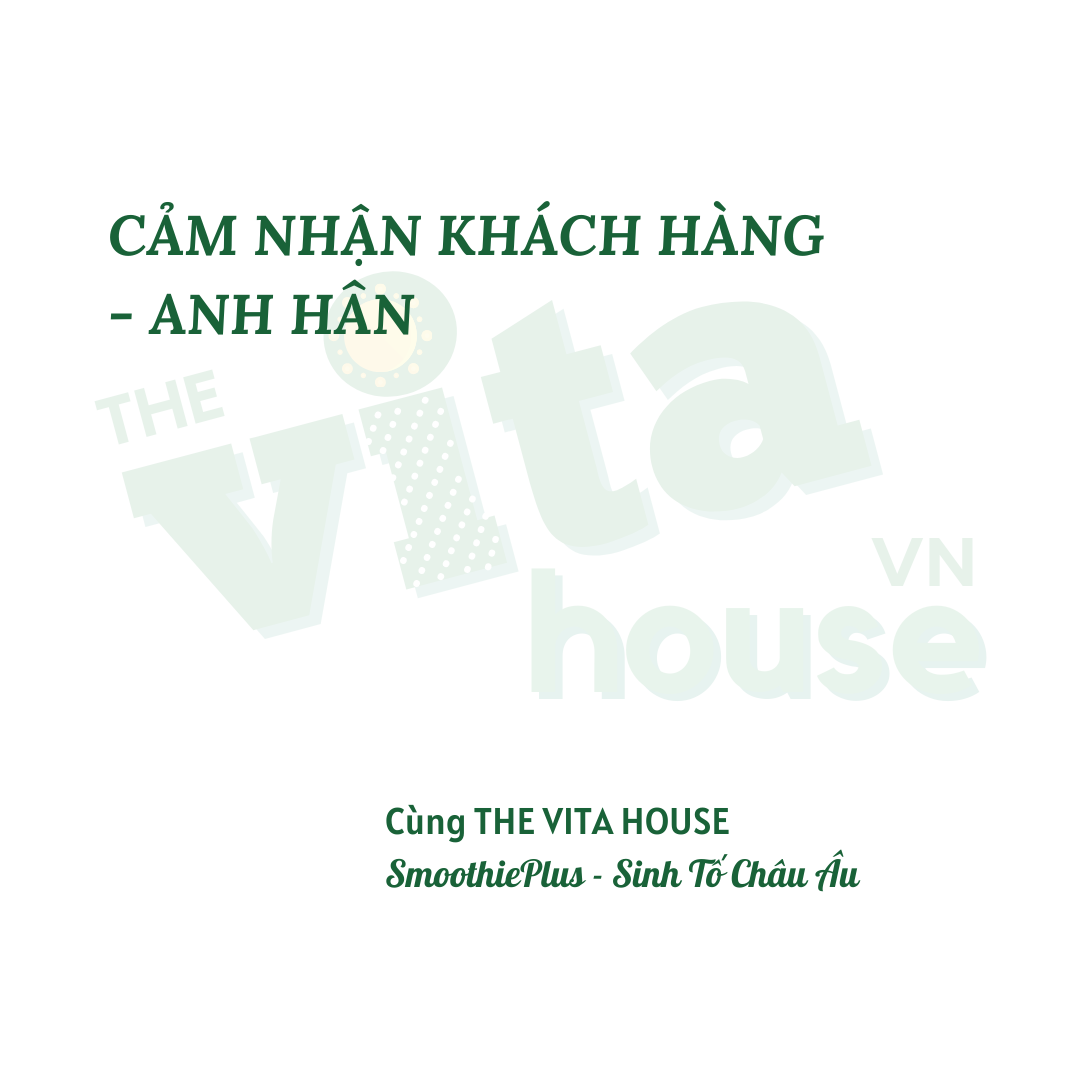 CẢM NHẬN KHÁCH HÀNG
- ANH HÂN
THE
vita
VN
house
Cùng THE VITA HOUSE
SmoothiePlus - Sinh Tố Châu Âu